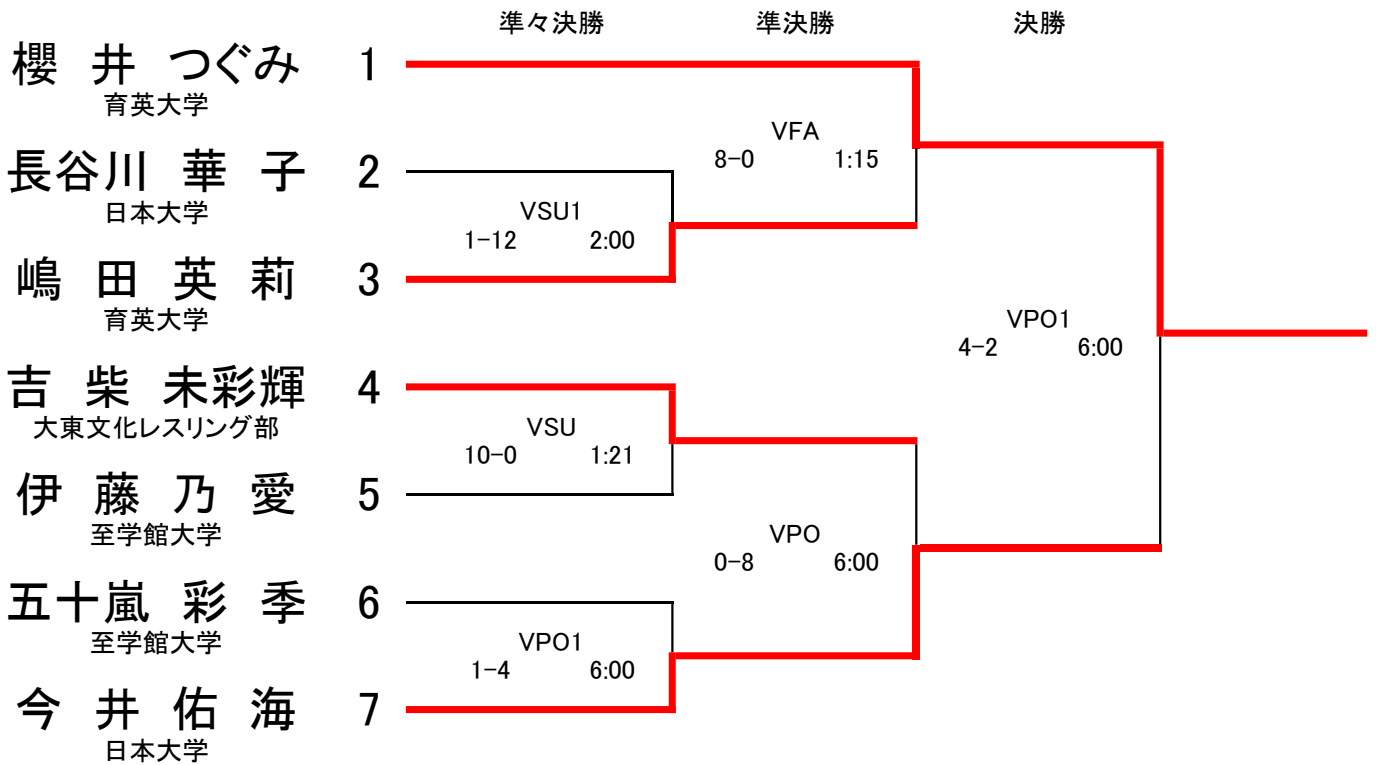 準々決勝 準決勝 決勝
櫻 井 つぐみ 1
育英大学
VFA
8-0 1:15
長谷川 華 子 2
日本大学
VSU1
1-12 2:00
嶋 田 英 莉 3
育英大学
VPO1
4-2 6:00
吉 柴 未彩輝 4
大東文化レスリング部
VSU
10-0 1:21
伊 藤 乃 愛 5
至学館大学
VPO
0-8 6:00
五十嵐 彩 季 6
至学館大学
VPO1
1-4 6:00
今 井 佑 海 7
日本大学